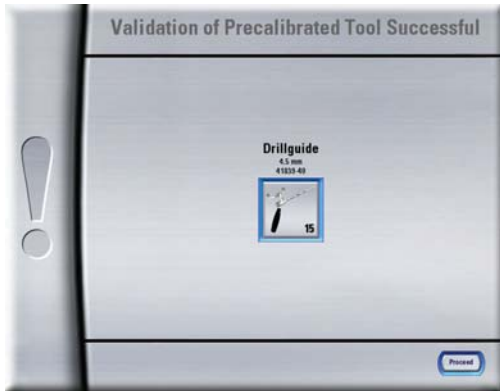 Validation of Precalibrated Tool Successful
Drillguide
4.5 mm
41839-40
15
Proceed